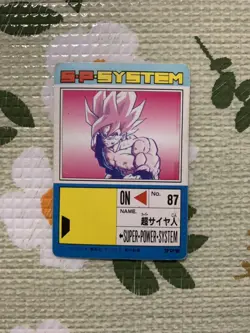 S·P·SYSTEM
ON
No. 87
NAME.
超サイヤ人
←SUPER-POWER-SYSTEM